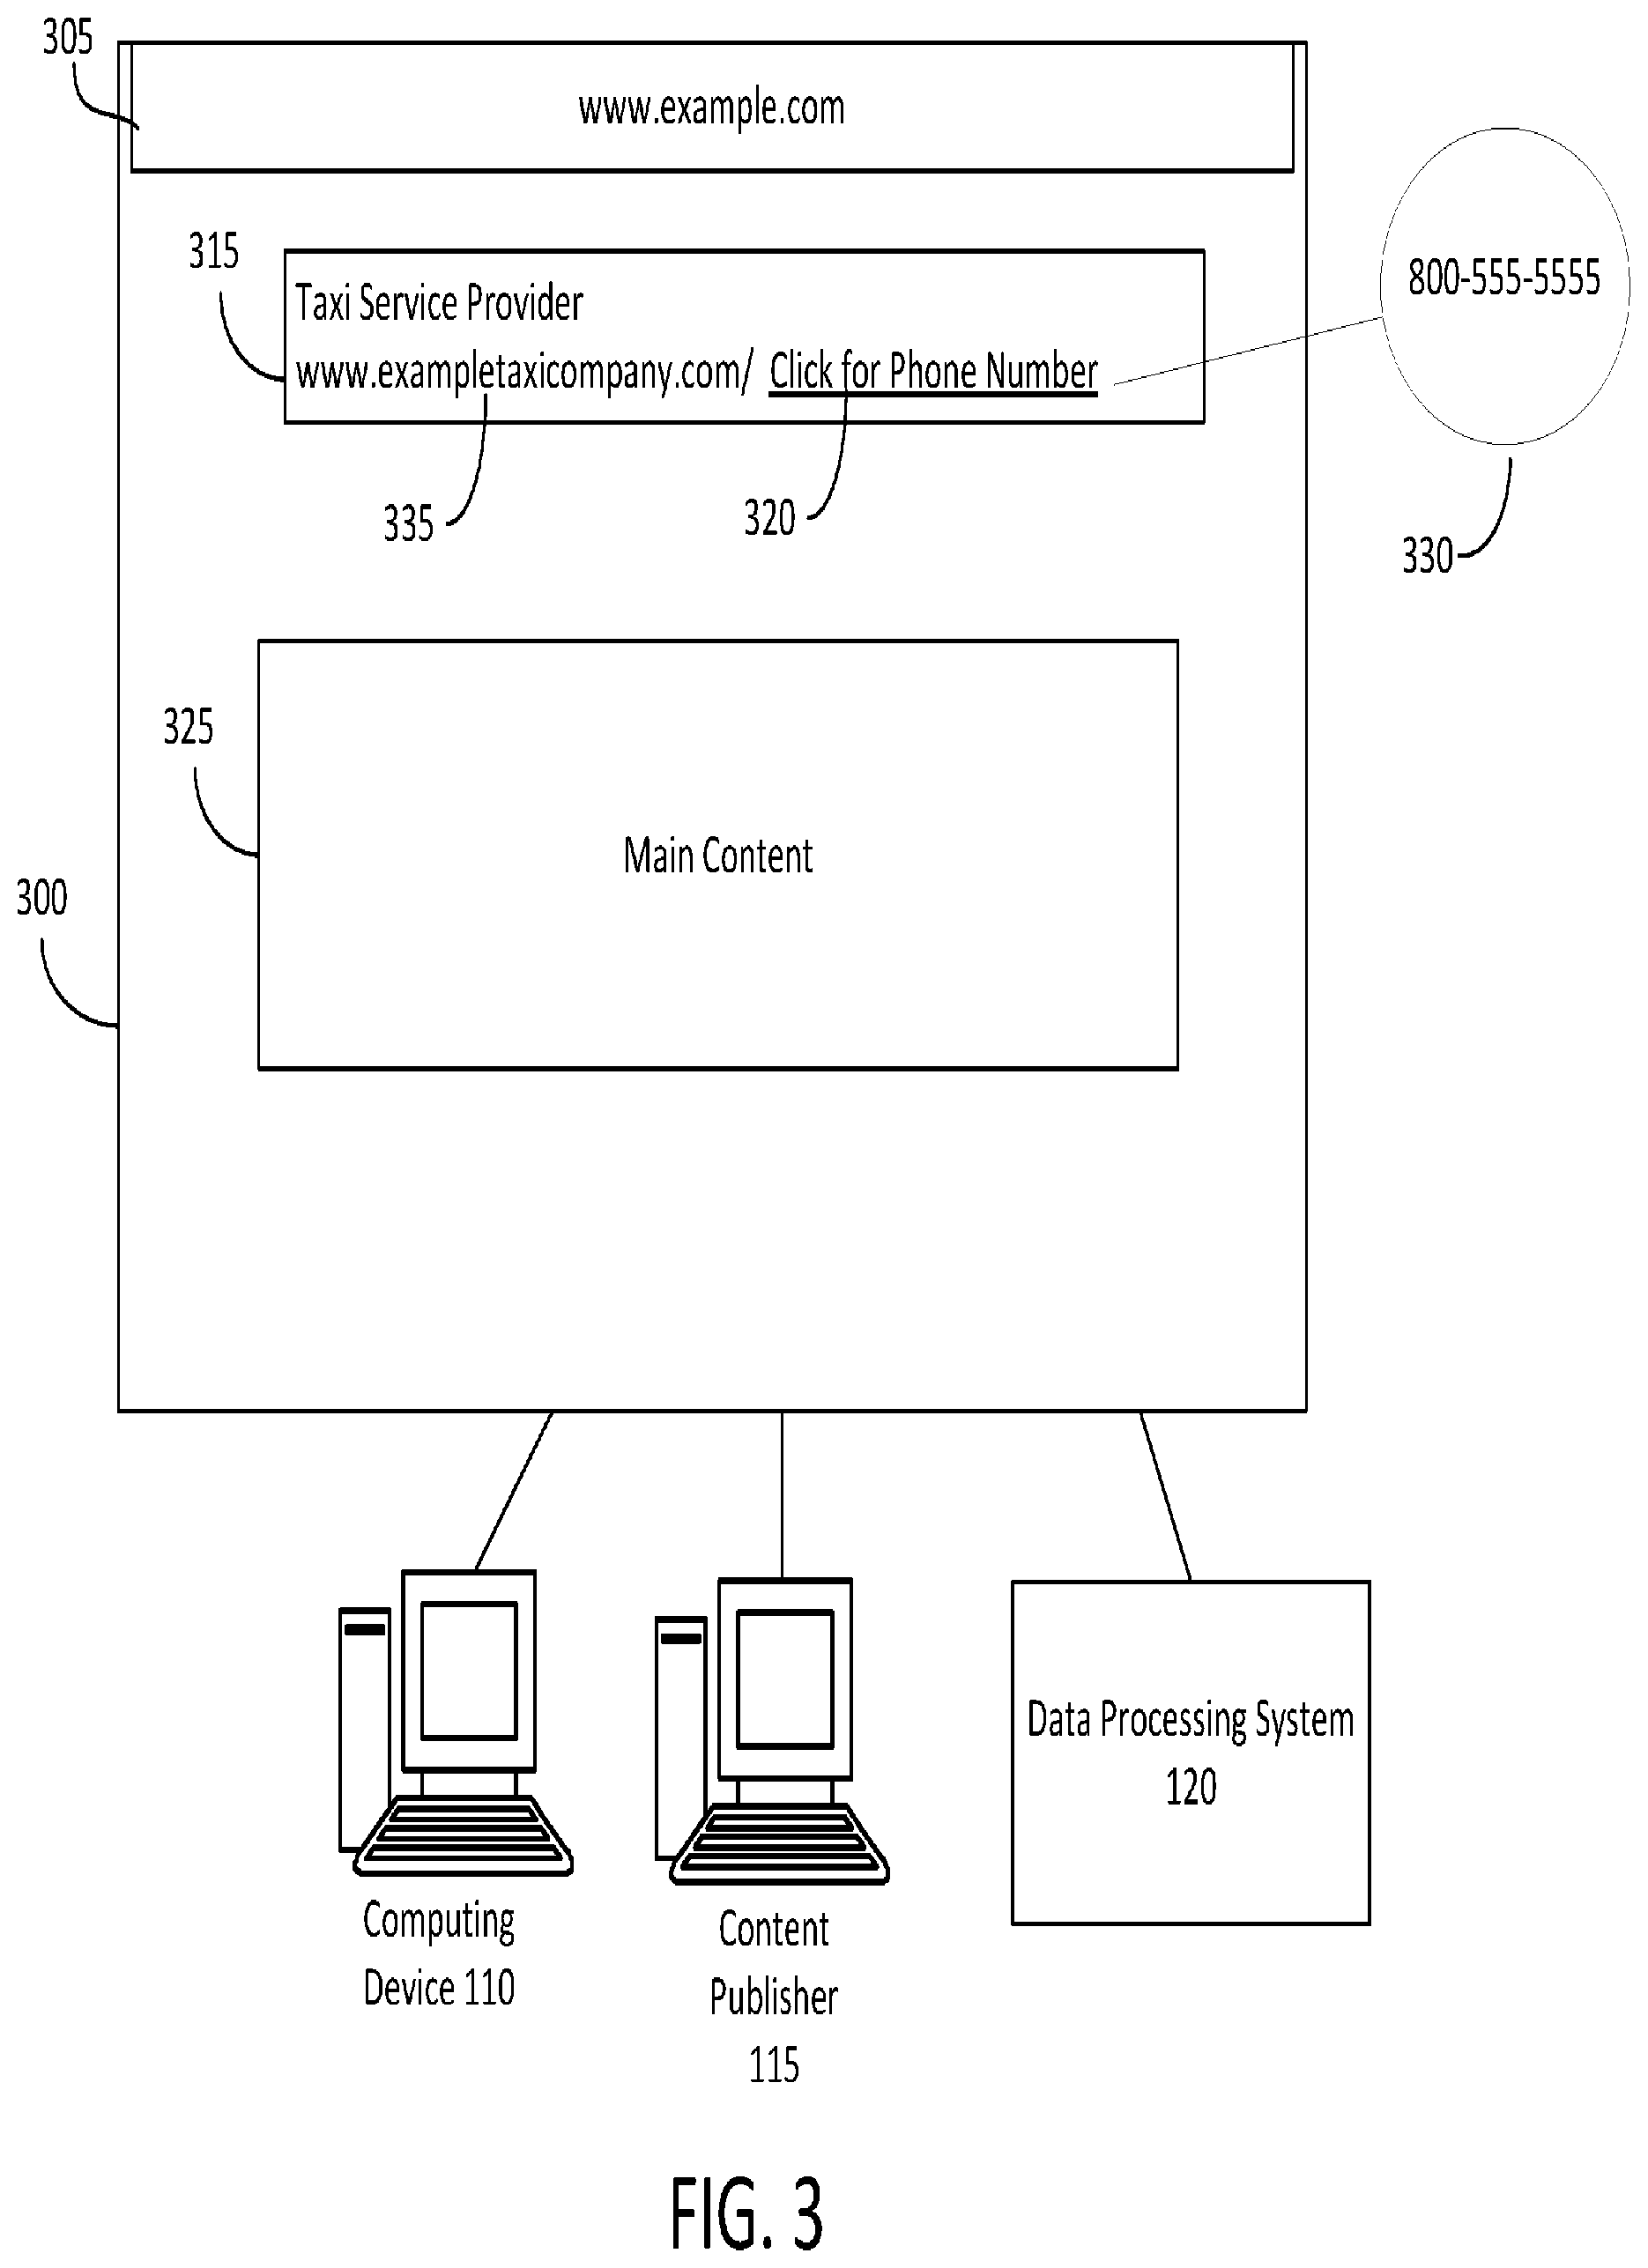 305
www.example.com
315
Taxi Service Provider
www.exampletaxicompany.com/ Click for Phone Number
800-555-5555
335
320
330
325
Main Content
300
Computing
Device 110
Content
Publisher
115
Data Processing System
120
FIG. 3